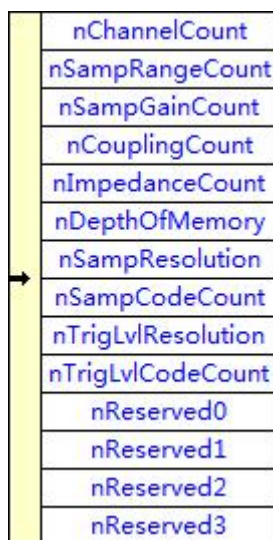 nChannelCount
nSampRangeCount
nSampGainCount
nCouplingCount
nImpedanceCount
nDepthOfMemory
nSampResolution
nSampCodeCount
nTrigLvlResolution
nTrigLvlCodeCount
nReserved0
nReserved1
nReserved2
nReserved3